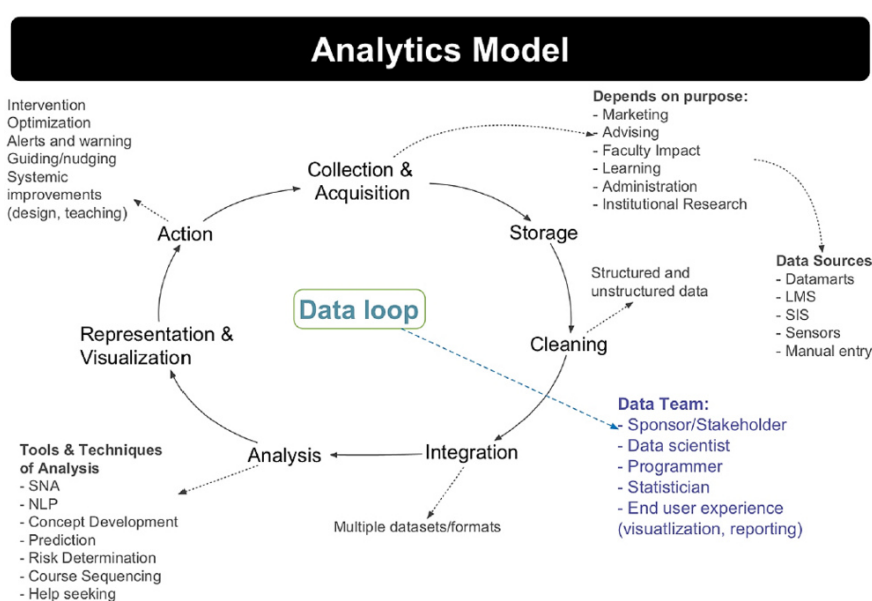 Analytics Model
Intervention
Optimization
Alerts and warning
Guiding/nudging
Systemic
improvements
(design, teaching)
Collection &
Acquisition
Depends on purpose:
- Marketing
- Advising
- Faculty Impact
- Learning
- Administration
- Institutional Research
Action
Storage
Data Sources
- Datamarts
- LMS
- SIS
- Sensors
- Manual entry
Structured and
unstructured data
Data loop
Representation &
Visualization
Cleaning
Data Team:
- Sponsor/Stakeholder
- Data scientist
- Programmer
- Statistician
- End user experience
(visuatlization, reporting)
Tools & Techniques
of Analysis
- SNA
- NLP
- Concept Development
- Prediction
- Risk Determination
- Course Sequencing
- Help seeking
Analysis
Integration
Multiple datasets/formats